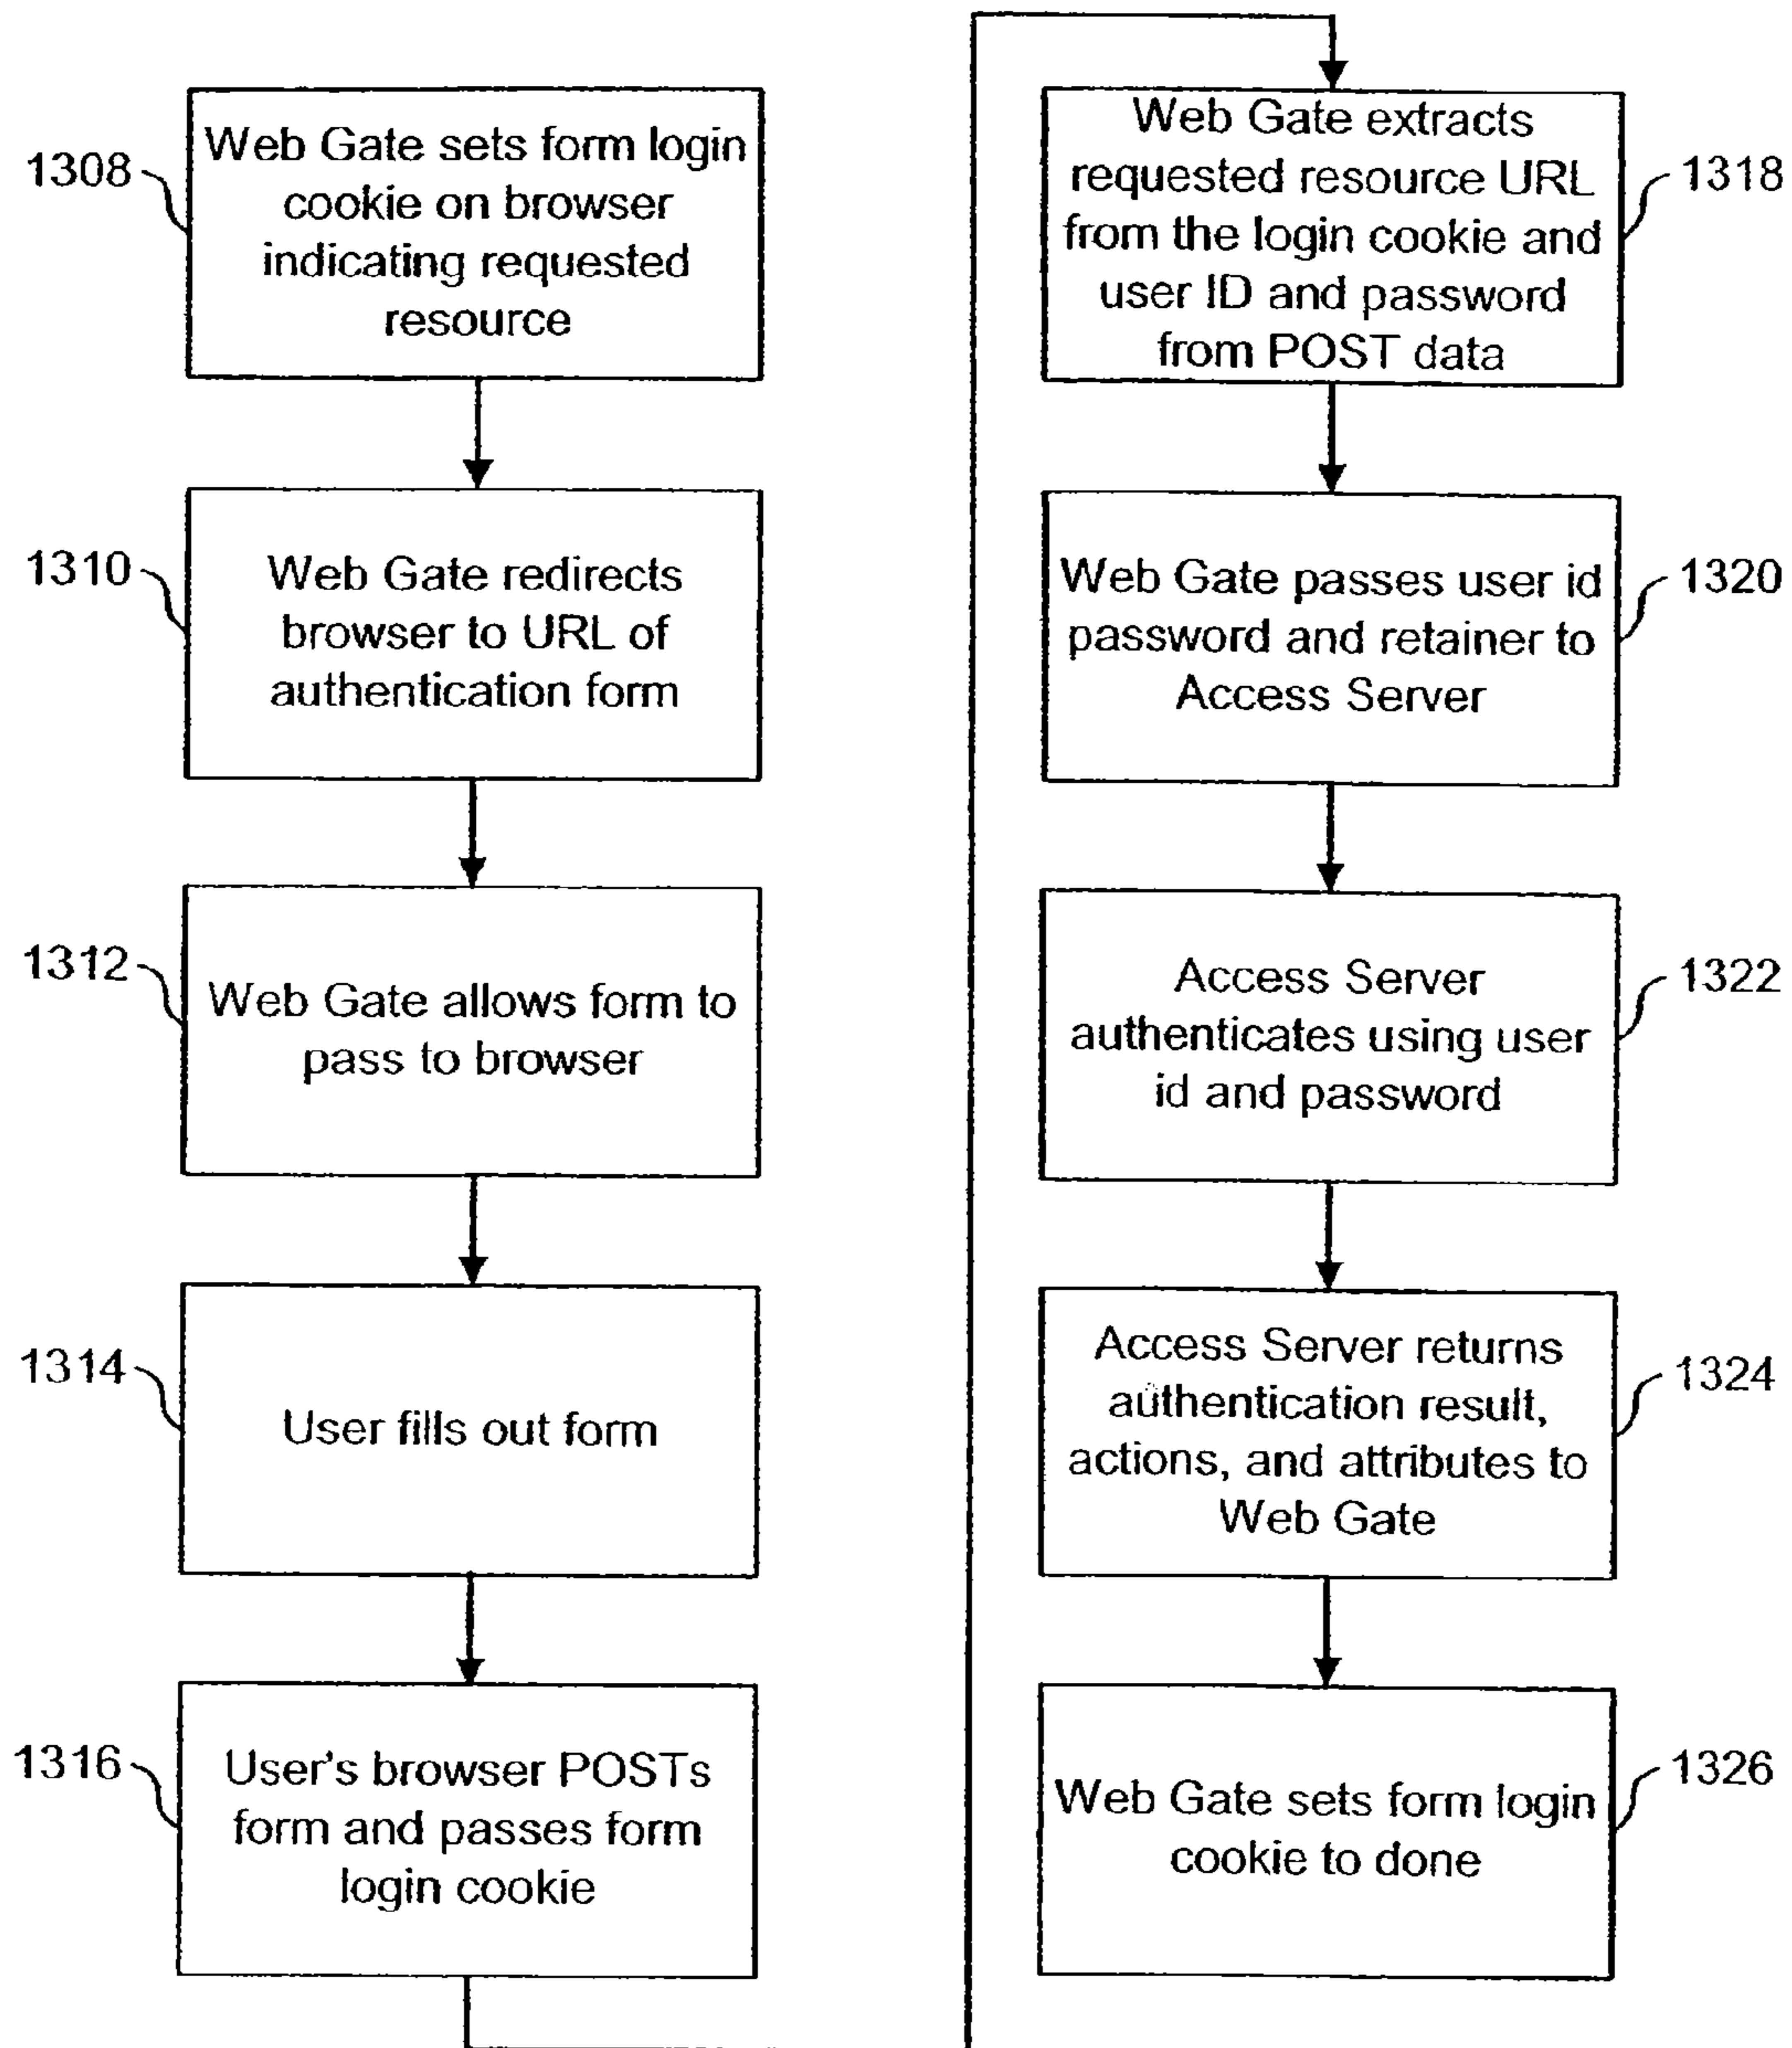 1308
Web Gate sets form login
cookie on browser
indicating requested
resource
1310
Web Gate redirects
browser to URL of
authentication form
1312
Web Gate allows form to
pass to browser
1314
User fills out form
1316
User's browser POSTs
form and passes form
login cookie
Web Gate extracts
requested resource URL
from the login cookie and
user ID and password
from POST data
1318
Web Gate passes user id
password and retainer to
Access Server
1320
Access Server
authenticates using user
id and password
1322
Access Server returns
authentication result,
actions, and attributes to
Web Gate
1324
Web Gate sets form login
cookie to done
1326